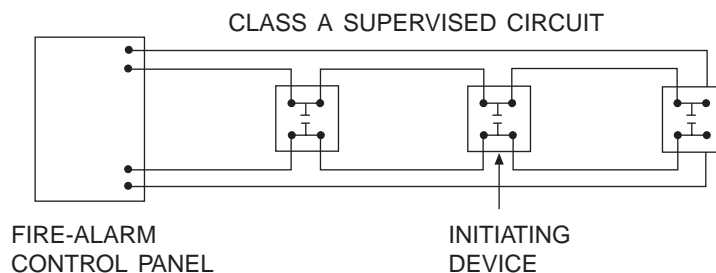 CLASS A SUPERVISED CIRCUIT
FIRE-ALARM
CONTROL PANEL
INITIATING
DEVICE